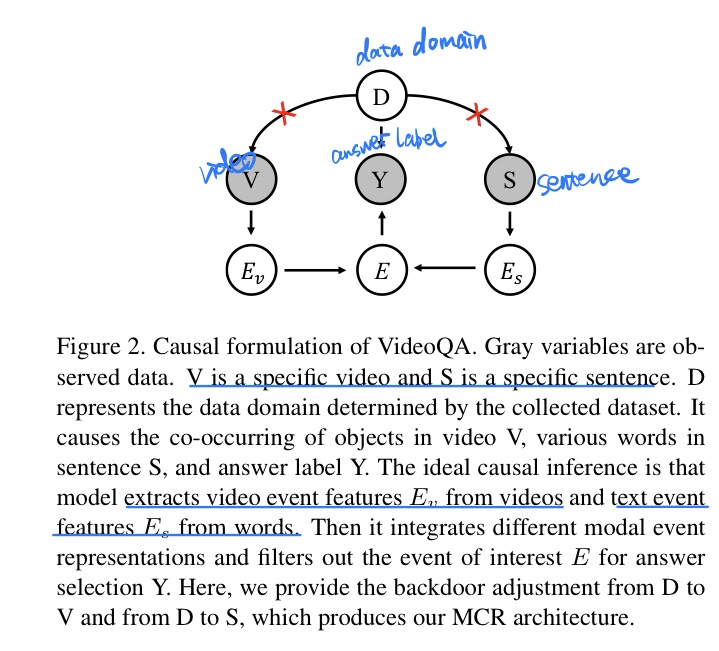 data domain
D
answer label
video
V
Y
S
sentence
E_v
E
E_s
Figure 2. Causal formulation of VideoQA. Gray variables are ob-
served data. V is a specific video and S is a specific sentence. D
represents the data domain determined by the collected dataset. It
causes the co-occurring of objects in video V, various words in
sentence S, and answer label Y. The ideal causal inference is that
model extracts video event features E_v from videos and text event
features E_s from words. Then it integrates different modal event
representations and filters out the event of interest E for answer
selection Y. Here, we provide the backdoor adjustment from D to
V and from D to S, which produces our MCR architecture.